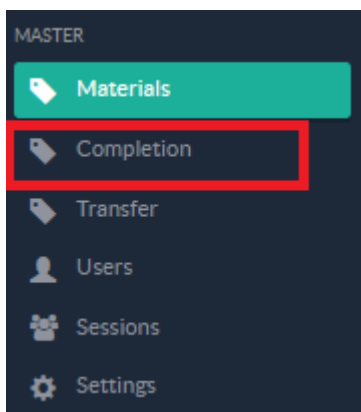 MASTER
Materials
Completion
Transfer
Users
Sessions
Settings